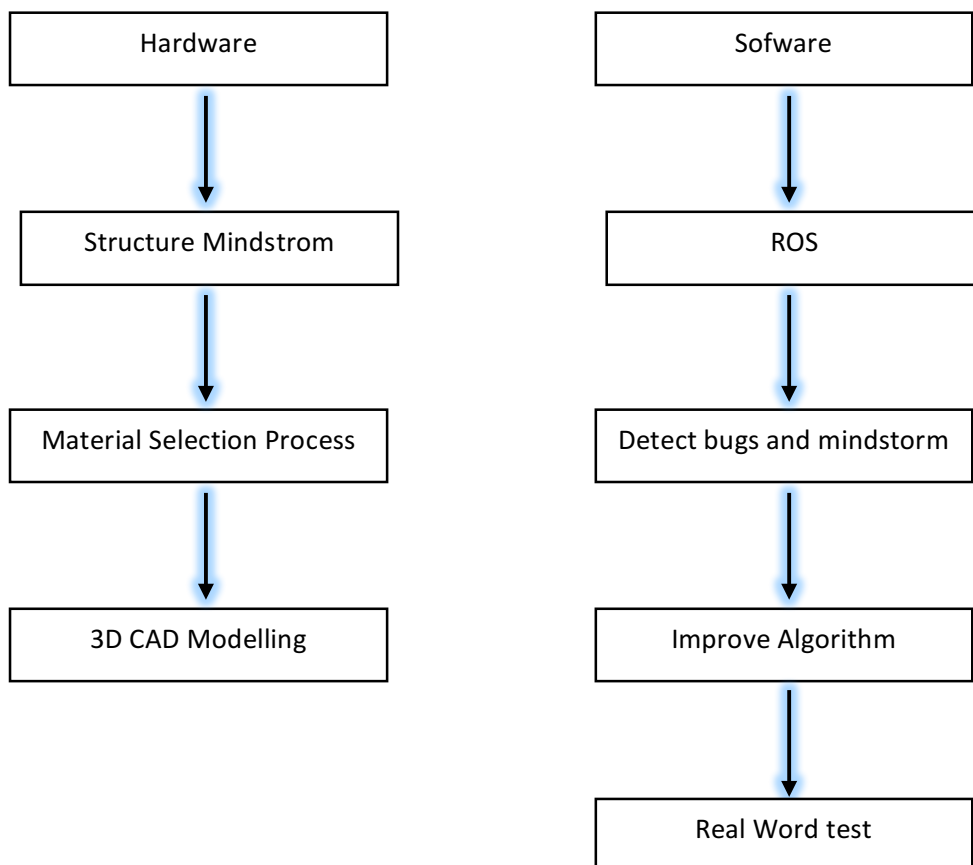 Hardware
Sofware
Structure Mindstrom
ROS
Material Selection Process
Detect bugs and mindstorm
3D CAD Modelling
Improve Algorithm
Real Word test